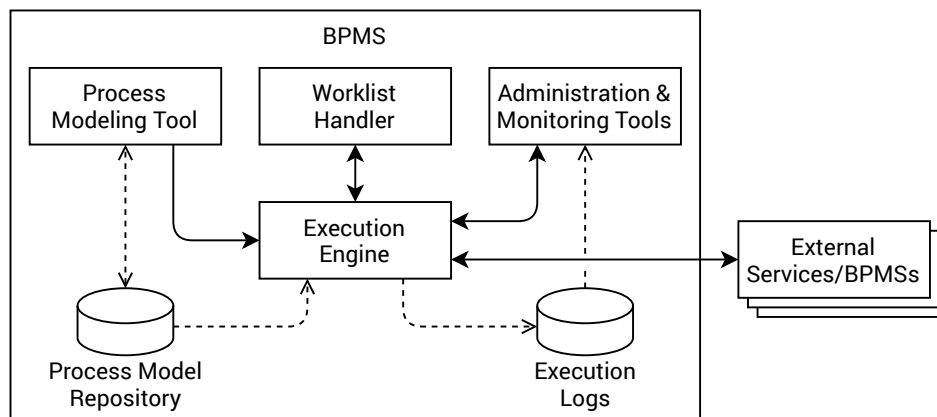 BPMS
Process
Modeling Tool
Worklist
Handler
Administration &
Monitoring Tools
Execution
Engine
External
Services/BPMSs
Process Model
Repository
Execution
Logs